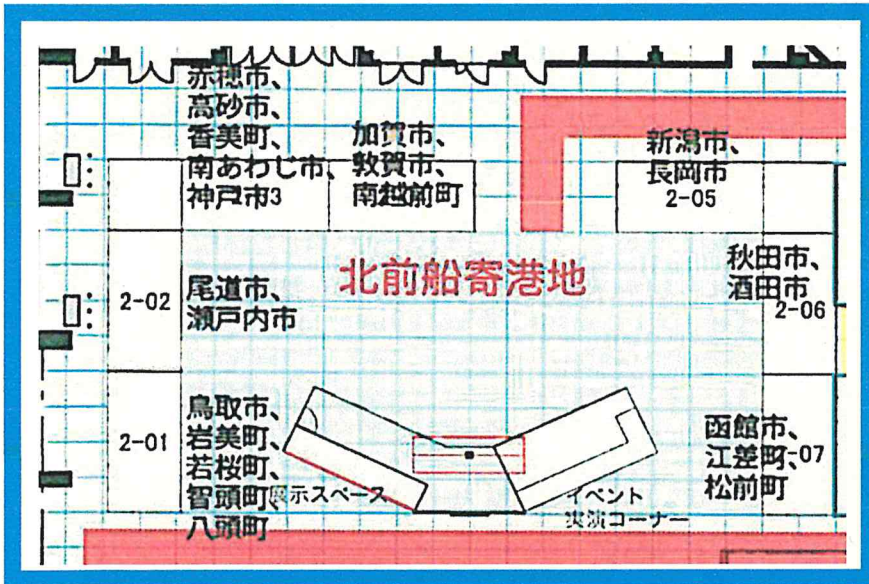 赤穂市、
高砂市、
香美町、
南あわじ市、
神戸市3
加賀市、
敦賀市、
南越前町
新潟市、
長岡市
2-05
北前船寄港地
秋田市、
酒田市
2-06
2-02
尾道市、
瀬戸内市
2-01
鳥取市、
岩美町、
若桜町、
智頭町、
八頭町
展示スペース
イベント
実演コーナー
函館市、
江差町、-07
松前町